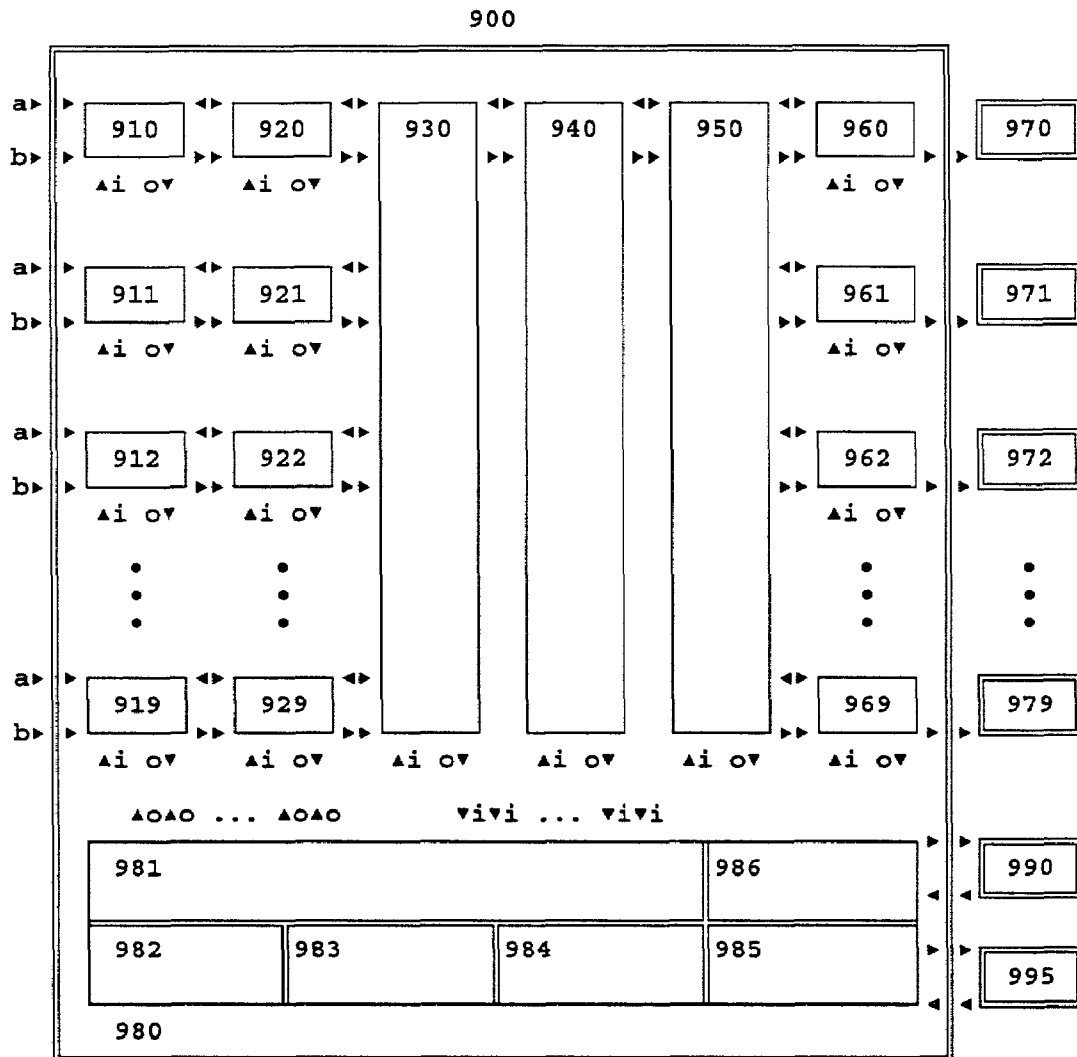 900
a▶ ▶ ◀▶ ◀▶ ◀▶ ◀▶ ◀▶
910 920 930 940 950 960 970
b▶ ▶ ▶▶ ▶▶ ▶▶ ▶▶ ▶▶ ▶ ▶
▲i o▼ ▲i o▼ ▲i o▼
a▶ ▶ ◀▶ ◀▶ ◀▶
911 921 961 971
b▶ ▶ ▶▶ ▶▶ ▶▶ ▶ ▶
▲i o▼ ▲i o▼ ▲i o▼
a▶ ▶ ◀▶ ◀▶ ◀▶
912 922 962 972
b▶ ▶ ▶▶ ▶▶ ▶▶ ▶ ▶
▲i o▼ ▲i o▼ ▲i o▼
a▶ ▶ ◀▶ ◀▶ ◀▶
919 929 969 979
b▶ ▶ ▶▶ ▶▶ ▶▶ ▶ ▶
▲i o▼ ▲i o▼ ▲i o▼ ▲i o▼ ▲i o▼ ▲i o▼
▲o▲o ... ▲o▲o ▼i▼i ... ▼i▼i
981 986 990
982 983 984 985 995
980